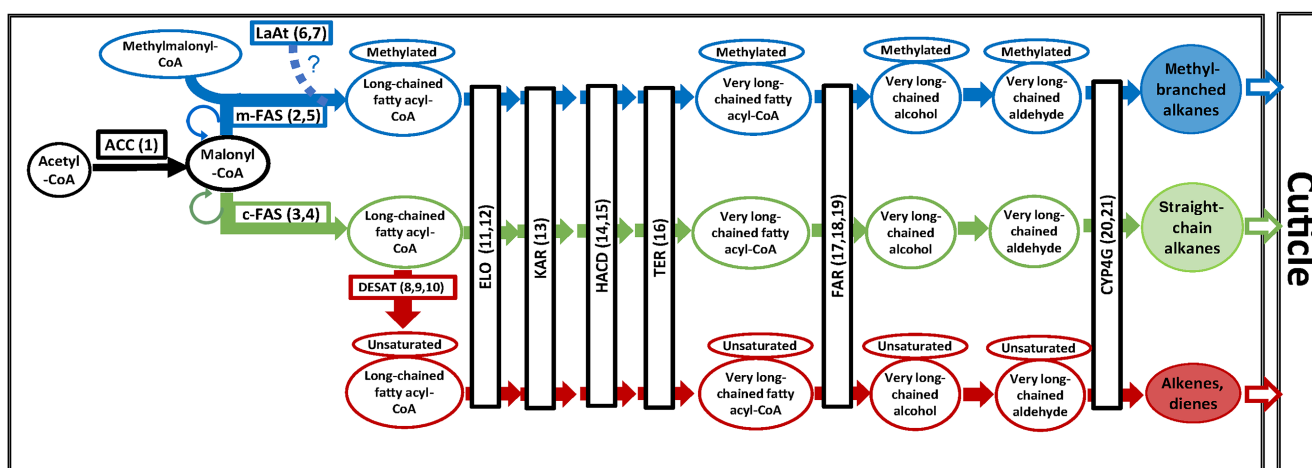 LaAt (6,7)
?
Methylmalonyl-
CoA
m-FAS (2,5)
ACC (1)
Acetyl
-CoA
Malonyl
-CoA
c-FAS (3,4)
Methylated
Long-chained
fatty acyl-
CoA
Long-chained
fatty acyl-
CoA
DESAT (8,9,10)
Unsaturated
Long-chained
fatty acyl-
CoA
ELO (11,12)
KAR (13)
HACD (14,15)
TER (16)
Methylated
Very long-
chained fatty
acyl-CoA
Very long-
chained fatty
acyl-CoA
Unsaturated
Very long-
chained fatty
acyl-CoA
FAR (17,18,19)
Methylated
Very long-
chained
alcohol
Very long-
chained
alcohol
Unsaturated
Very long-
chained
alcohol
Methylated
Very long-
chained
aldehyde
Very long-
chained
aldehyde
Unsaturated
Very long-
chained
aldehyde
CYP4G (20,21)
Methyl-
branched
alkanes
Straight-
chain
alkanes
Alkenes,
dienes
Cuticle